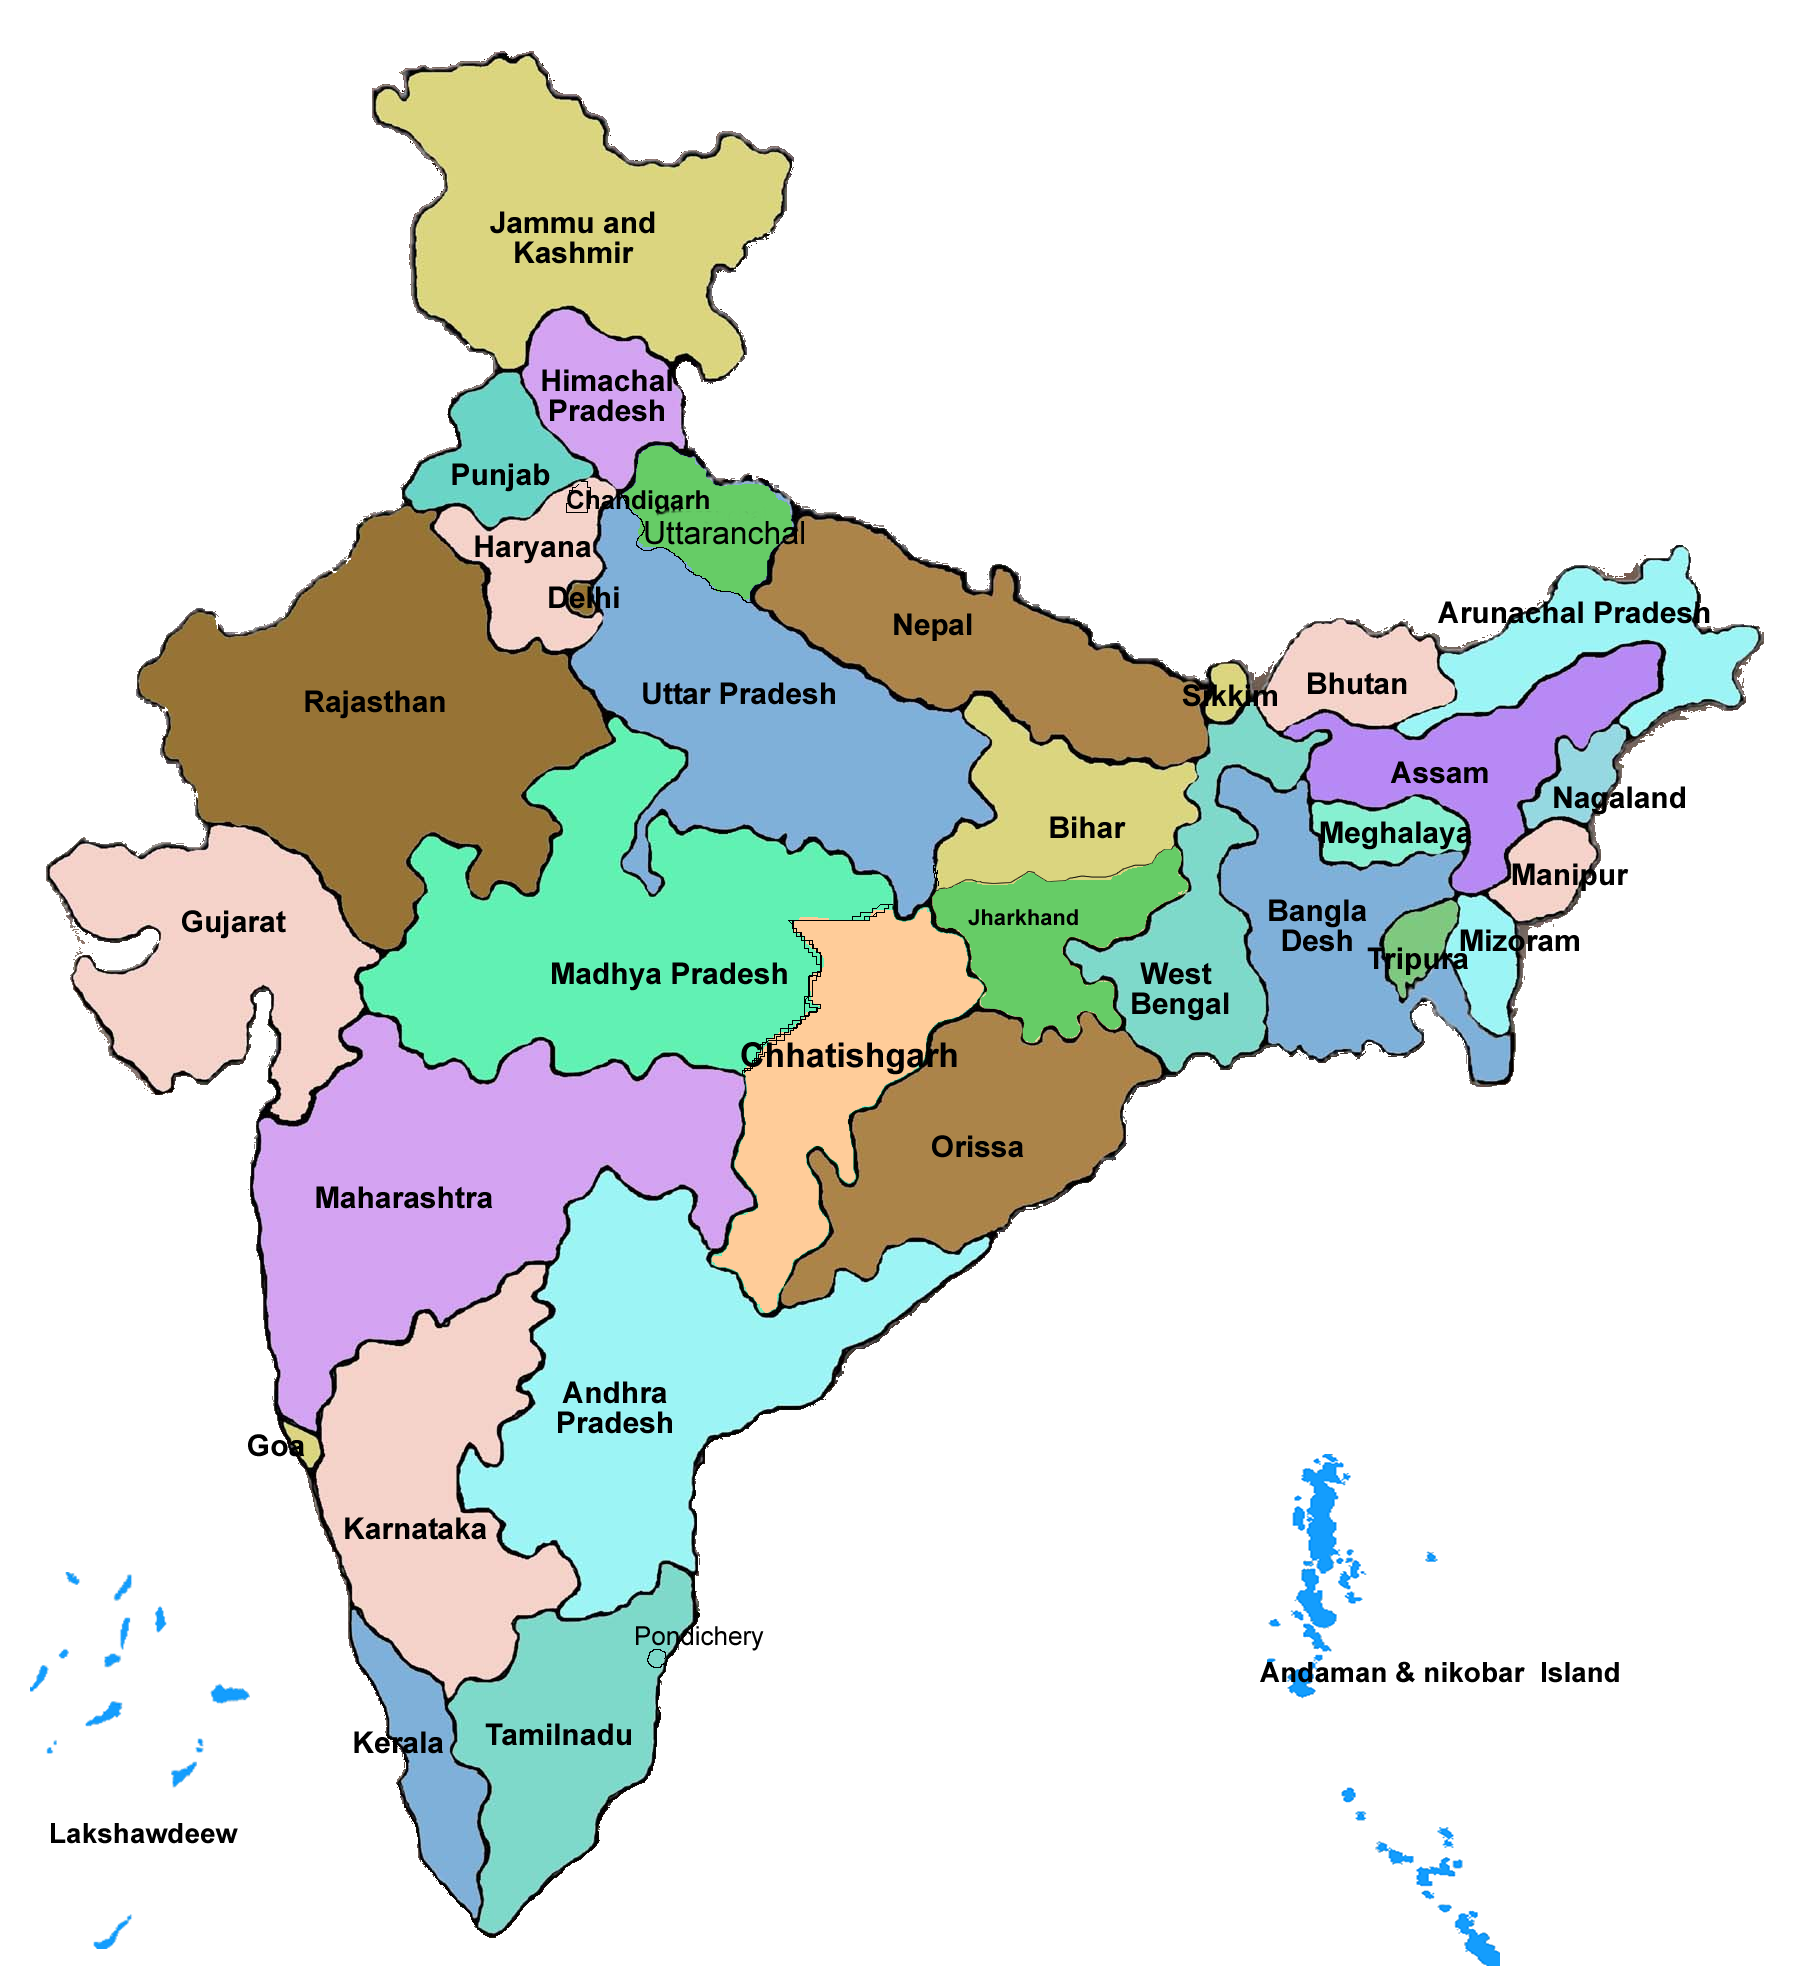 Jammu and
Kashmir
Himachal
Pradesh
Punjab
Chandigarh
Uttaranchal
Haryana
Delhi
Nepal
Arunachal Pradesh
Rajasthan
Uttar Pradesh
Sikkim
Bhutan
Assam
Nagaland
Bihar
Meghalaya
Manipur
Gujarat
Jharkhand
Bangla
Desh
Mizoram
Tripura
Madhya Pradesh
West
Bengal
Chhatishgarh
Orissa
Maharashtra
Andhra
Pradesh
Goa
Karnataka
Pondichery
Andaman & nikobar Island
Kerala
Tamilnadu
Lakshawdeew